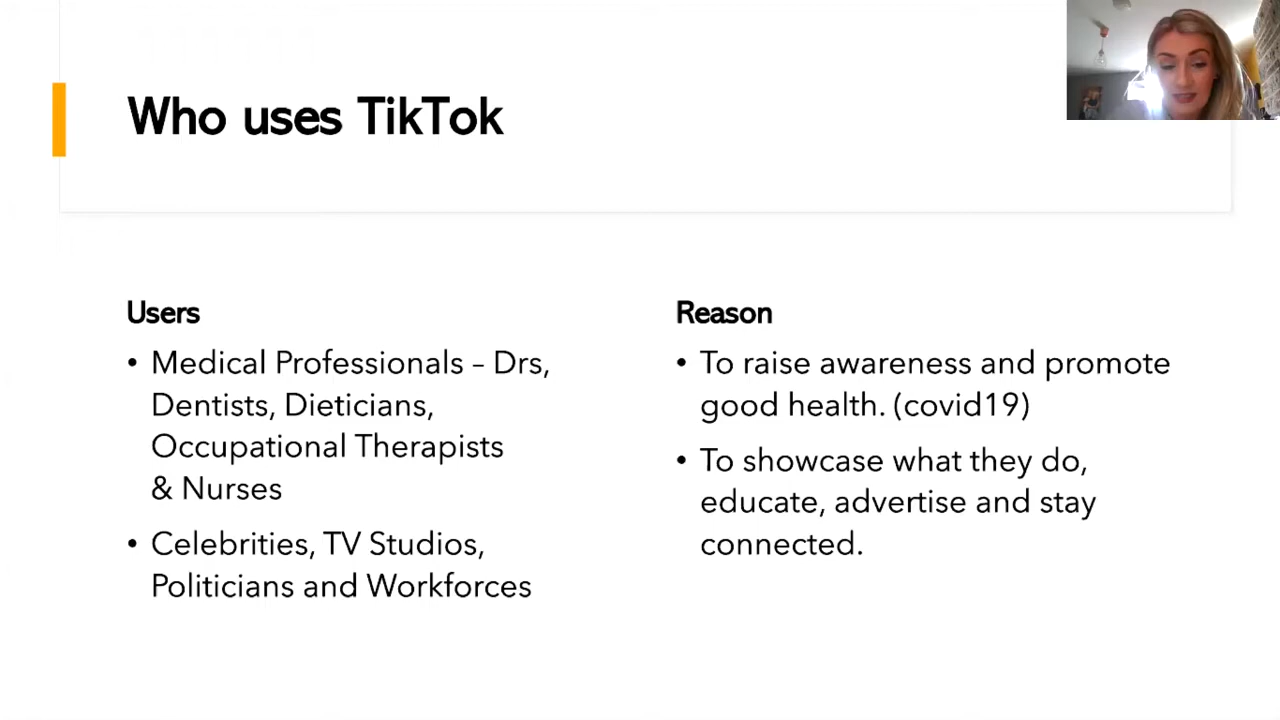 Who uses TikTok
Users
• Medical Professionals – Drs,
Dentists, Dieticians,
Occupational Therapists
& Nurses
• Celebrities, TV Studios,
Politicians and Workforces
Reason
• To raise awareness and promote
good health. (covid19)
• To showcase what they do,
educate, advertise and stay
connected.